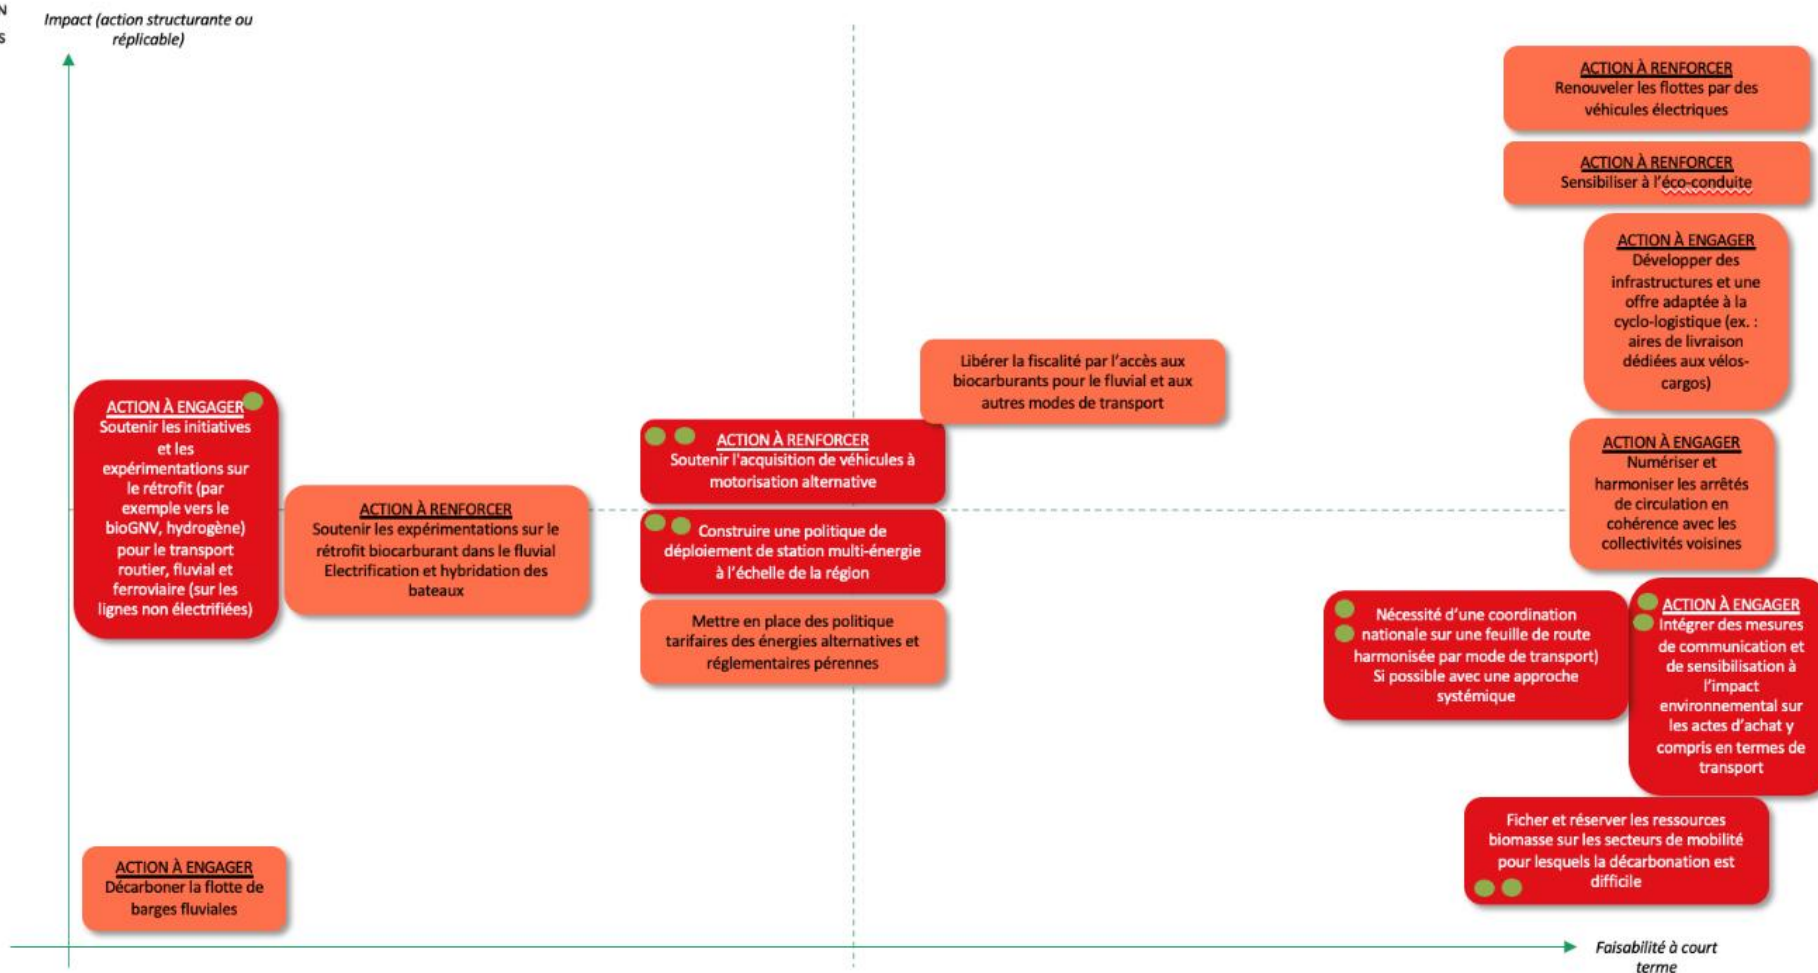 N
S
Impact (action structurante ou
réplicable)
ACTION À RENFORCER
Renouveler les flottes par des
véhicules électriques
ACTION À RENFORCER
Sensibiliser à l'éco-conduite
ACTION À ENGAGER
Développer des
infrastructures et une
offre adaptée à la
cyclo-logistique (ex. :
aires de livraison
dédiées aux vélos-
cargos)
Libérer la fiscalité par l'accès aux
biocarburants pour le fluvial et aux
autres modes de transport
ACTION À ENGAGER
Soutenir les initiatives
et les
expérimentations sur
le rétrofit (par
exemple vers le
bioGNV, hydrogène)
pour le transport
routier, fluvial et
ferroviaire (sur les
lignes non électrifiées)
ACTION À RENFORCER
Soutenir les expérimentations sur le
rétrofit biocarburant dans le fluvial
Electrification et hybridation des
bateaux
ACTION À RENFORCER
Soutenir l'acquisition de véhicules à
motorisation alternative
Construire une politique de
déploiement de station multi-énergie
à l'échelle de la région
Mettre en place des politique
tarifaires des énergies alternatives et
réglementaires pérennes
ACTION À ENGAGER
Numériser et
harmoniser les arrêtés
de circulation en
cohérence avec les
collectivités voisines
Nécessité d'une coordination
nationale sur une feuille de route
harmonisée par mode de transport)
Si possible avec une approche
systémique
ACTION À ENGAGER
Intégrer des mesures
de communication et
de sensibilisation à
l'impact
environnemental sur
les actes d'achat y
compris en termes de
transport
Ficher et réserver les ressources
biomasse sur les secteurs de mobilité
pour lesquels la décarbonation est
difficile
ACTION À ENGAGER
Décarboner la flotte de
barges fluviales
Faisabilité à court
terme